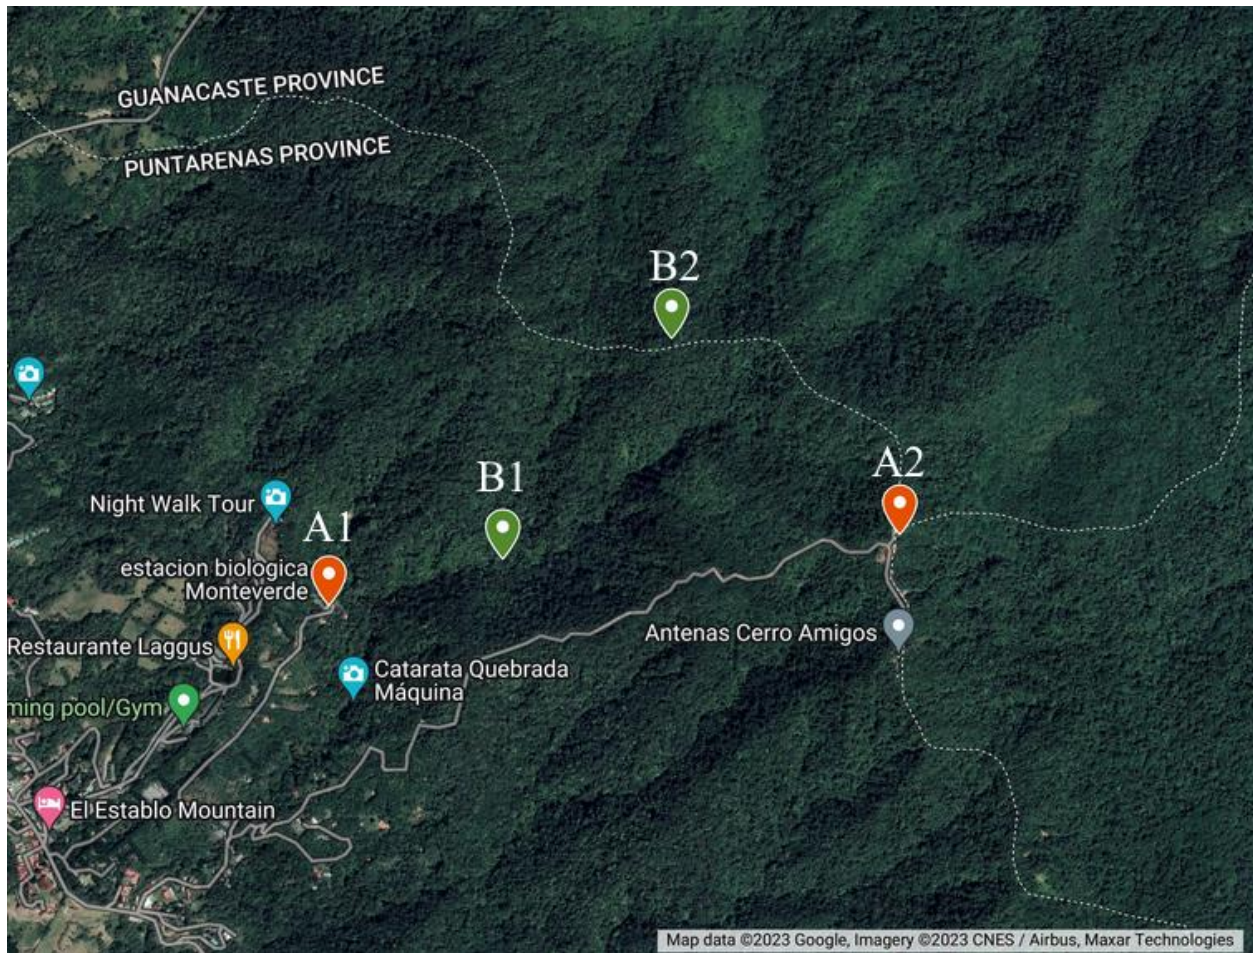 GUANACASTE PROVINCE
PUNTARENAS PROVINCE
B2
A2
B1
Night Walk Tour
A1
estacion biologica
Monteverde
Restaurante Laggus
Antenas Cerro Amigos
Catarata Quebrada
Máquina
ming pool/Gym
El Establo Mountain
Map data ©2023 Google, Imagery ©2023 CNES / Airbus, Maxar Technologies